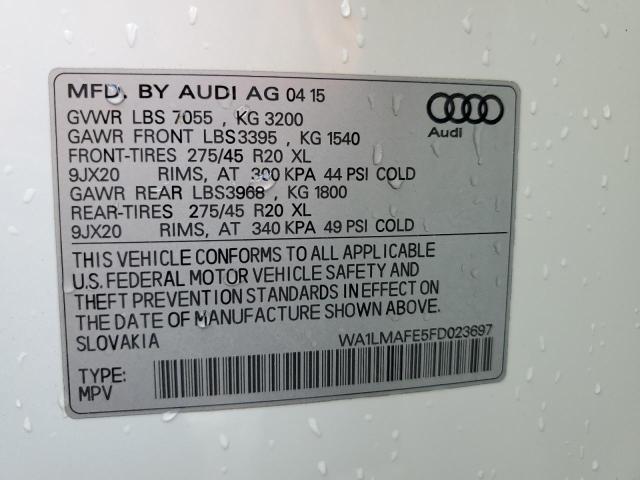 MFD. BY AUDI AG 04 15
GVWR LBS 7055 , KG 3200
GAWR FRONT LBS3395 , KG 1540
FRONT-TIRES 275/45 R20 XL
9JX20 RIMS, AT 300 KPA 44 PSI COLD
GAWR REAR LBS3968 , KG 1800
REAR-TIRES 275/45 R20 XL
9JX20 RIMS, AT 340 KPA 49 PSI COLD
Audi
THIS VEHICLE CONFORMS TO ALL APPLICABLE
U.S. FEDERAL MOTOR VEHICLE SAFETY AND
THEFT PREVENTION STANDARDS IN EFFECT ON
THE DATE OF MANUFACTURE SHOWN ABOVE.
SLOVAKIA WA1LMAFE5FD023697
TYPE:
MPV